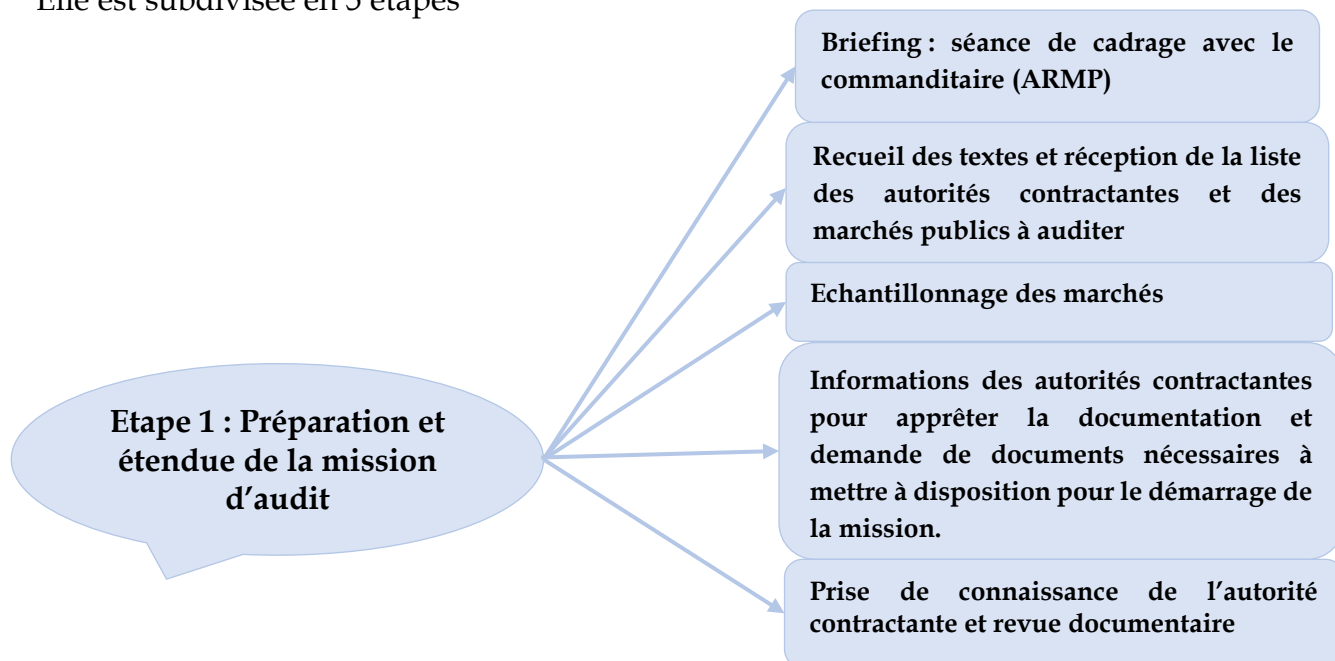 Elle est subdivisée en 5 étapes
Briefing : séance de cadrage avec le
commanditaire (ARMP)
Recueil des textes et réception de la liste
des autorités contractantes et des
marchés publics à auditer
Echantillonnage des marchés
Etape 1 : Préparation et
étendue de la mission
d’audit
Informations des autorités contractantes
pour apprêter la documentation et
demande de documents nécessaires à
mettre à disposition pour le démarrage de
la mission.
Prise de connaissance de l’autorité
contractante et revue documentaire